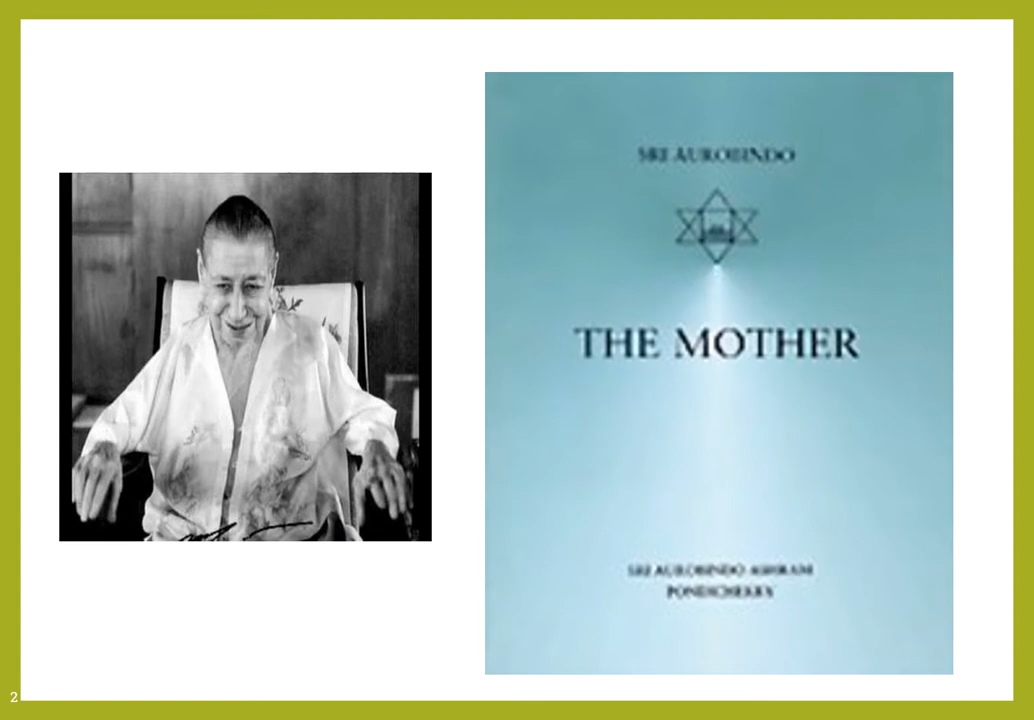 SRI AUROBINDO
THE MOTHER
SRI AUROBINDO ASHRAM
PONDICHERRY
2